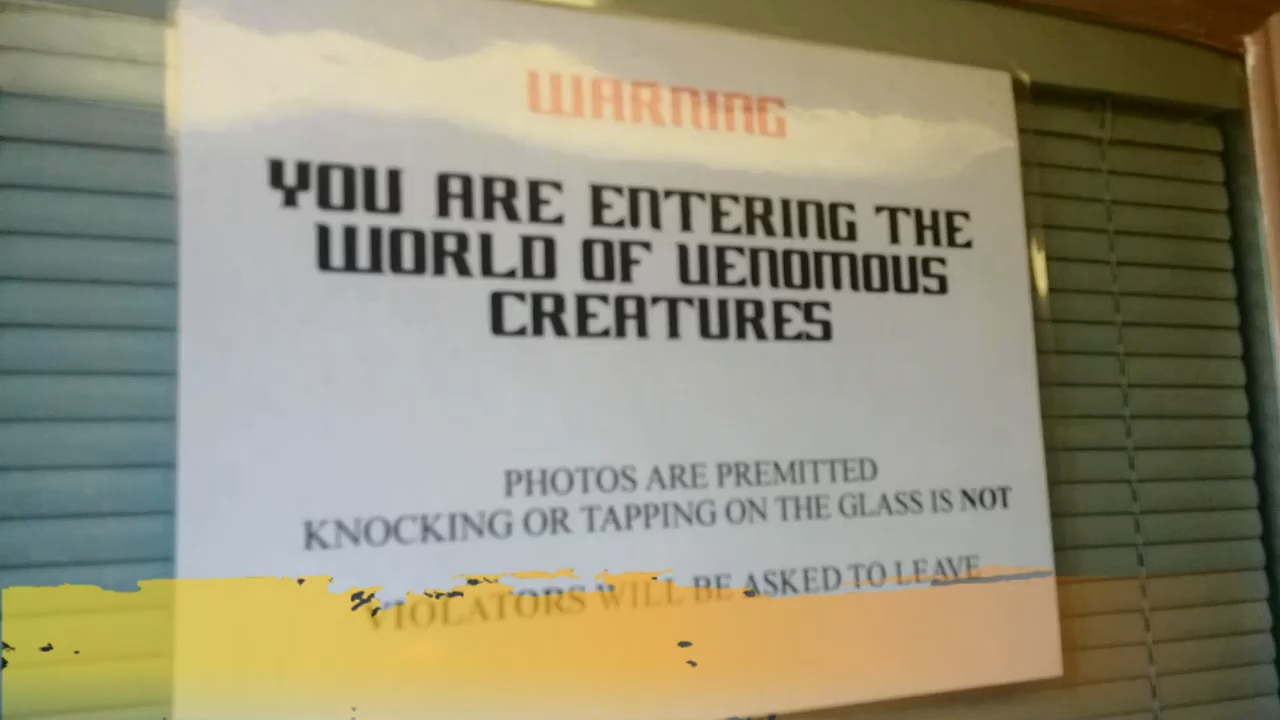 WARNING
YOU ARE ENTERING THE
WORLD OF VENOMOUS
CREATURES
PHOTOS ARE PREMITTED
KNOCKING OR TAPPING ON THE GLASS IS NOT
VIOLATORS WILL BE ASKED TO LEAVE